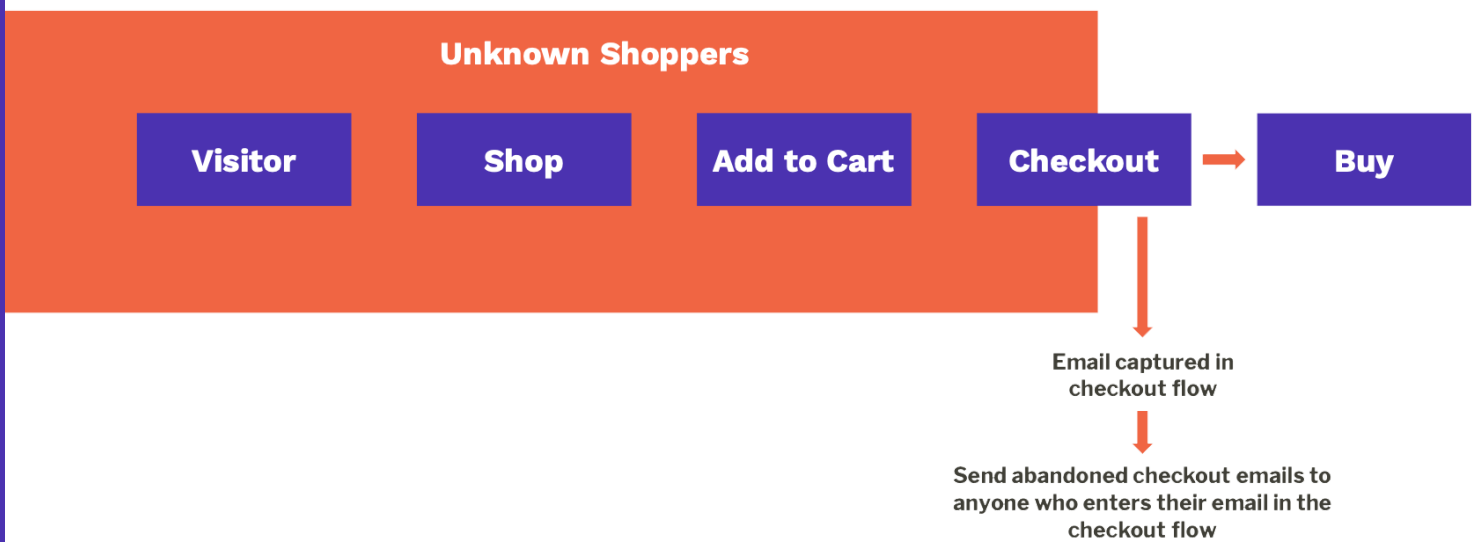 Unknown Shoppers
Visitor
Shop
Add to Cart
Checkout
Buy
Email captured in
checkout flow
Send abandoned checkout emails to
anyone who enters their email in the
checkout flow